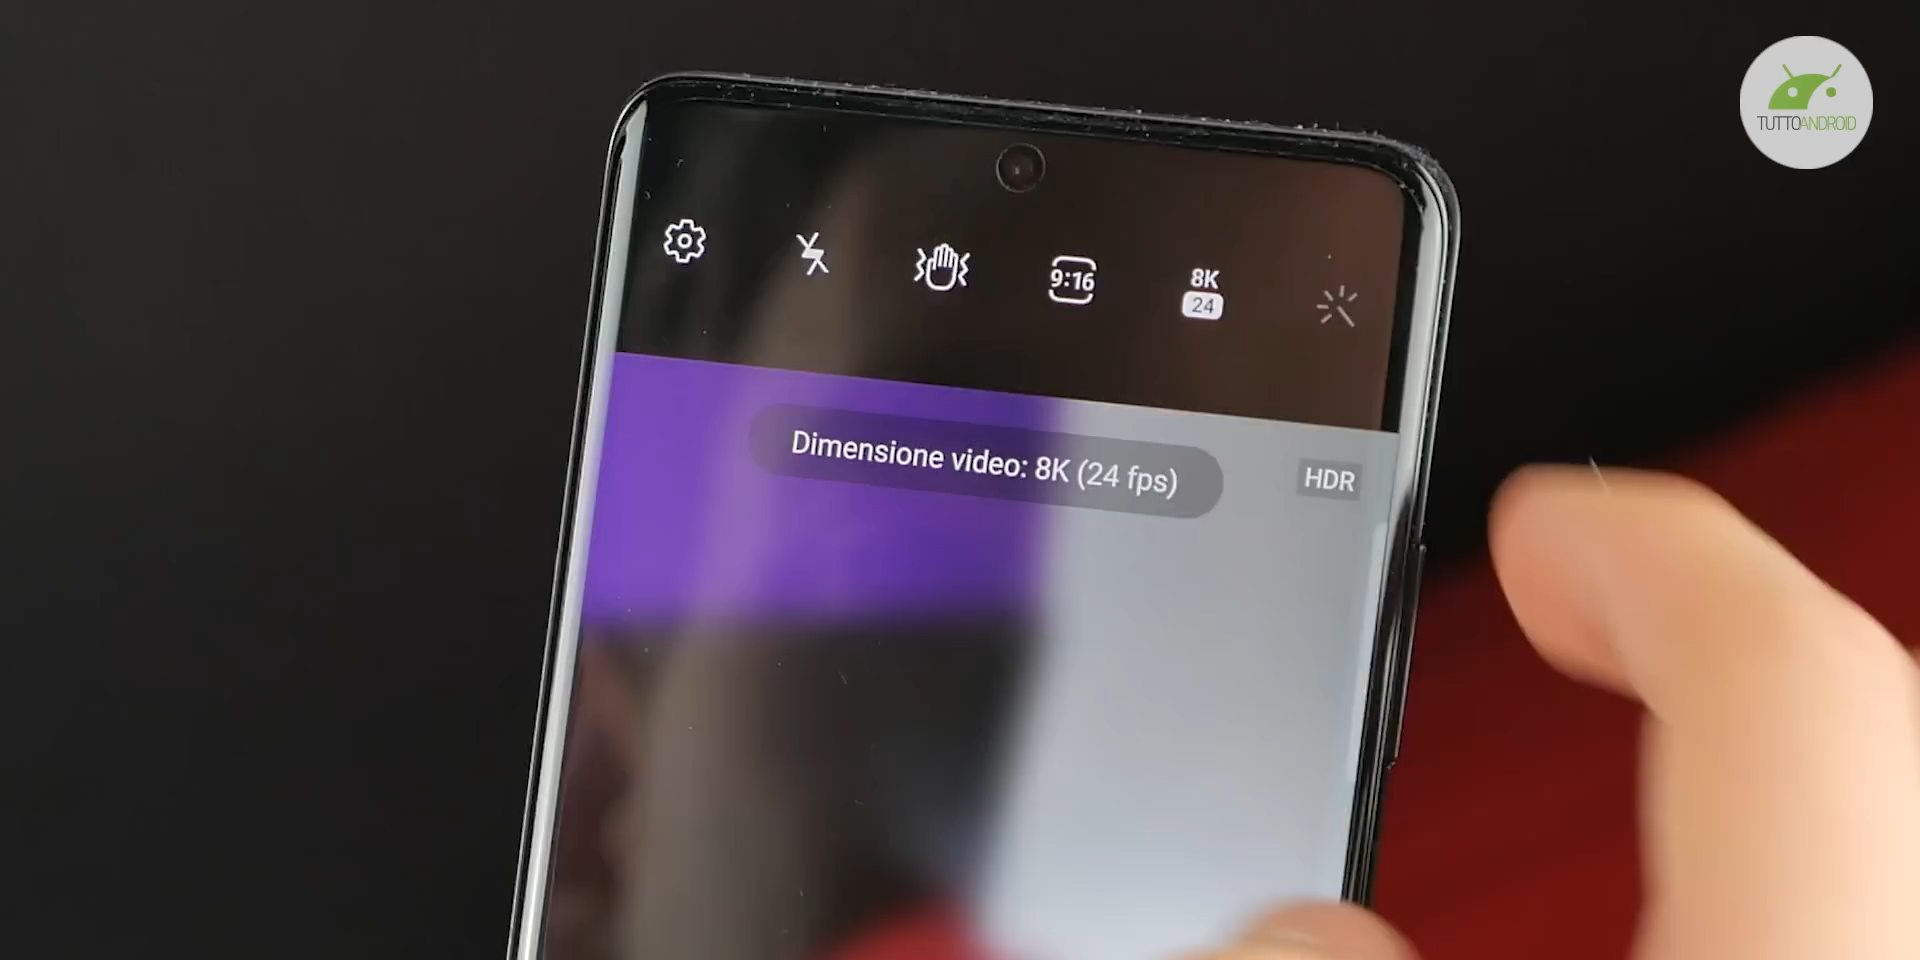 TUTTOANDROID
9:16
8K
24
Dimensione video: 8K (24 fps)
HDR